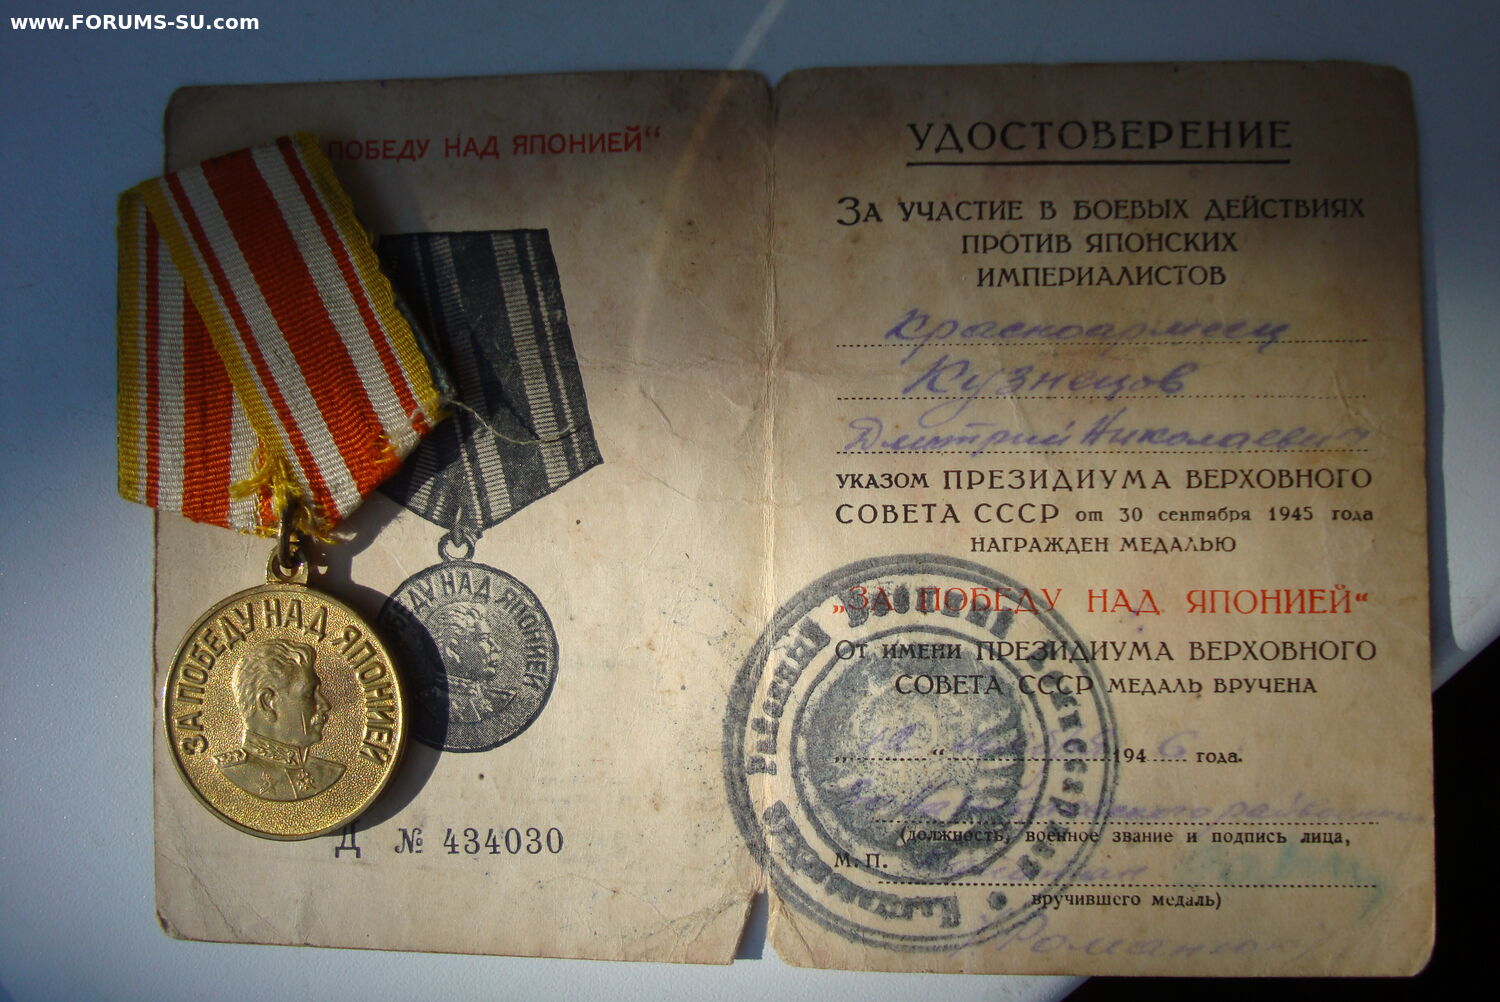 www.FORUMS-SU.com
ПОБЕДУ НАД ЯПОНИЕЙ“
ЗА ПОБЕДУ НАД ЯПОНИЕЙ
ЕДУ НАД ЯПОНИЕЙ
Д № 434030
УДОСТОВЕРЕНИЕ
ЗА УЧАСТИЕ В БОЕВЫХ ДЕЙСТВИЯХ
ПРОТИВ ЯПОНСКИХ
ИМПЕРИАЛИСТОВ
Красноармеец
Кузнецов
Дмитрий Николаевич
УКАЗОМ ПРЕЗИДИУМА ВЕРХОВНОГО
СОВЕТА СССР от 30 сентября 1945 года
НАГРАЖДЕН МЕДАЛЬЮ
„ЗА ПОБЕДУ НАД ЯПОНИЕЙ“
ОТ ИМЕНИ ПРЕЗИДИУМА ВЕРХОВНОГО
СОВЕТА СССР МЕДАЛЬ ВРУЧЕНА
„ “ 194 6 года.
(должность, военное звание и подпись лица,
М. П.
вручившего медаль)